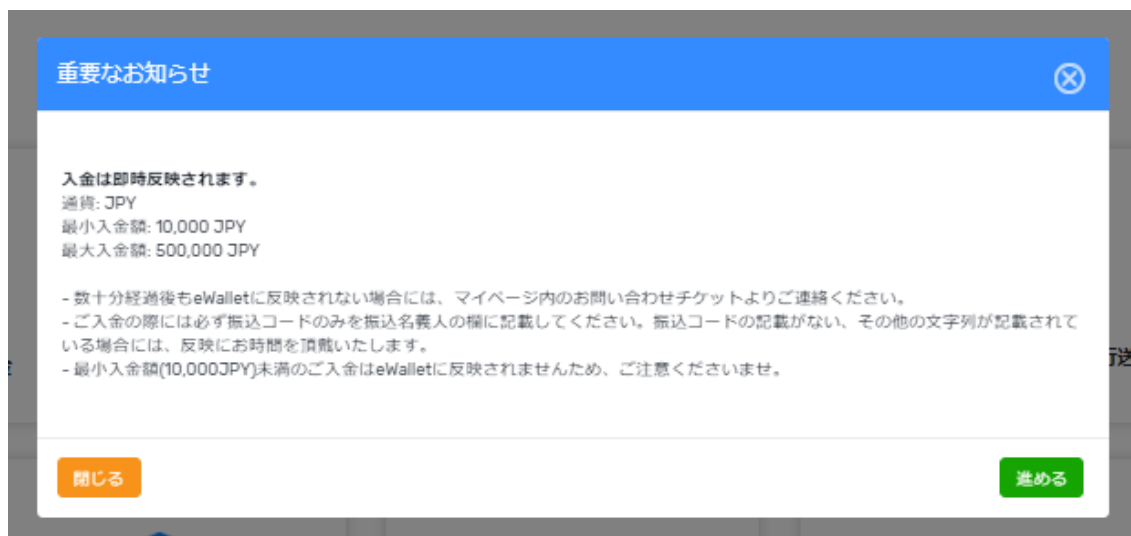 重要なお知らせ
入金は即時反映されます。
通貨: JPY
最小入金額: 10,000 JPY
最大入金額: 500,000 JPY
- 数十分経過後もeWalletに反映されない場合には、マイページ内のお問い合わせチケットよりご連絡ください。
- ご入金の際には必ず振込コードのみを振込名義人の欄に記載してください。振込コードの記載がない、その他の文字列が記載されて
いる場合には、反映にお時間を頂戴いたします。
- 最小入金額(10,000JPY)未満のご入金はeWalletに反映されませんため、ご注意くださいませ。
閉じる
進める